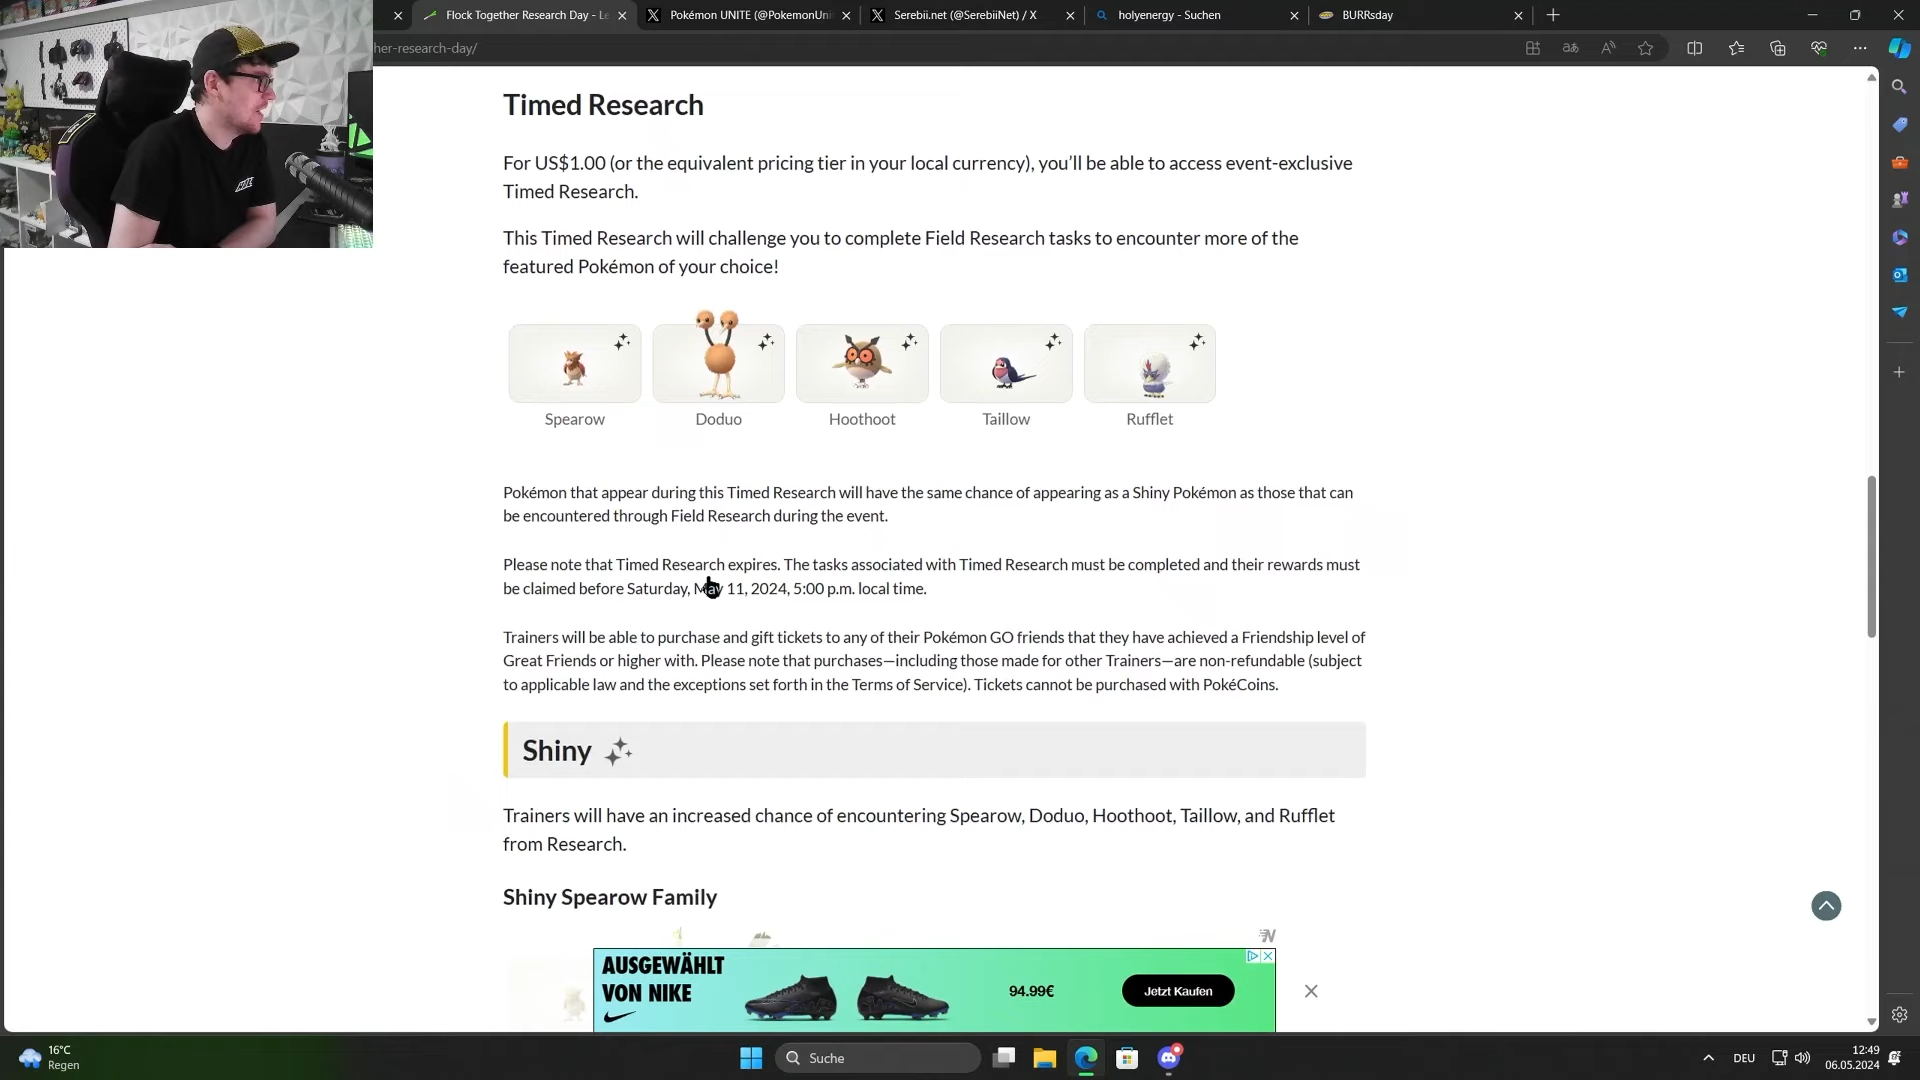 Flock Together Research Day - Le
Pokémon UNITE (@PokemonUni
Serebii.net (@SerebiiNet) / X
holyenergy - Suchen
BURRsday
her-research-day/
Timed Research
For US$1.00 (or the equivalent pricing tier in your local currency), you’ll be able to access event-exclusive
Timed Research.
This Timed Research will challenge you to complete Field Research tasks to encounter more of the
featured Pokémon of your choice!
Spearow
Doduo
Hoothoot
Taillow
Rufflet
Pokémon that appear during this Timed Research will have the same chance of appearing as a Shiny Pokémon as those that can
be encountered through Field Research during the event.
Please note that Timed Research expires. The tasks associated with Timed Research must be completed and their rewards must
be claimed before Saturday, May 11, 2024, 5:00 p.m. local time.
Trainers will be able to purchase and gift tickets to any of their Pokémon GO friends that they have achieved a Friendship level of
Great Friends or higher with. Please note that purchases—including those made for other Trainers—are non-refundable (subject
to applicable law and the exceptions set forth in the Terms of Service). Tickets cannot be purchased with PokéCoins.
Shiny
Trainers will have an increased chance of encountering Spearow, Doduo, Hoothoot, Taillow, and Rufflet
from Research.
Shiny Spearow Family
AUSGEWÄHLT
VON NIKE
94.99€
Jetzt Kaufen
16°C
Regen
Suche
DEU
12:49
06.05.2024